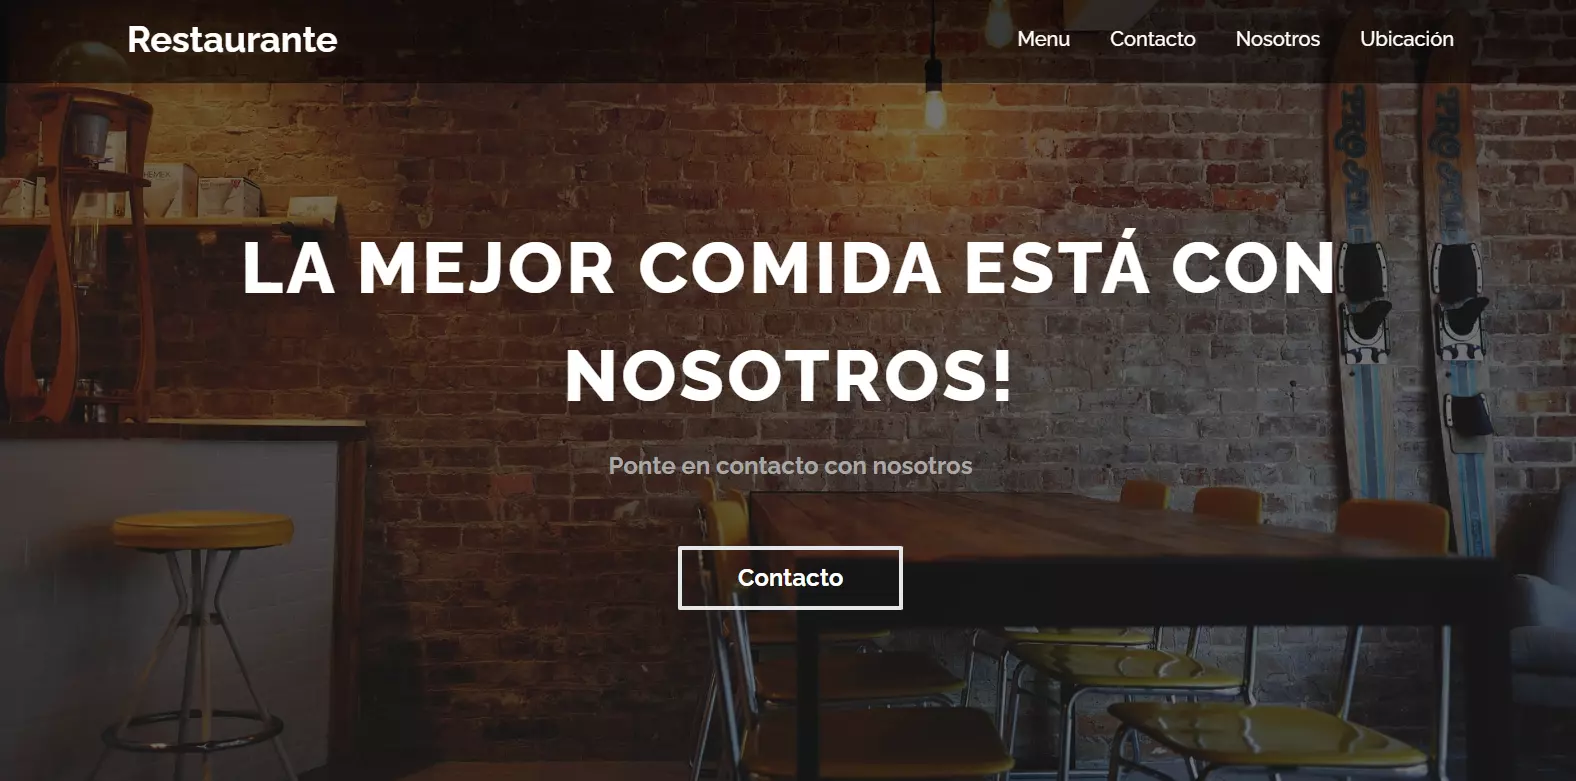 Restaurante
Menu Contacto Nosotros Ubicación
LA MEJOR COMIDA ESTÁ CON
NOSOTROS!
Ponte en contacto con nosotros
Contacto